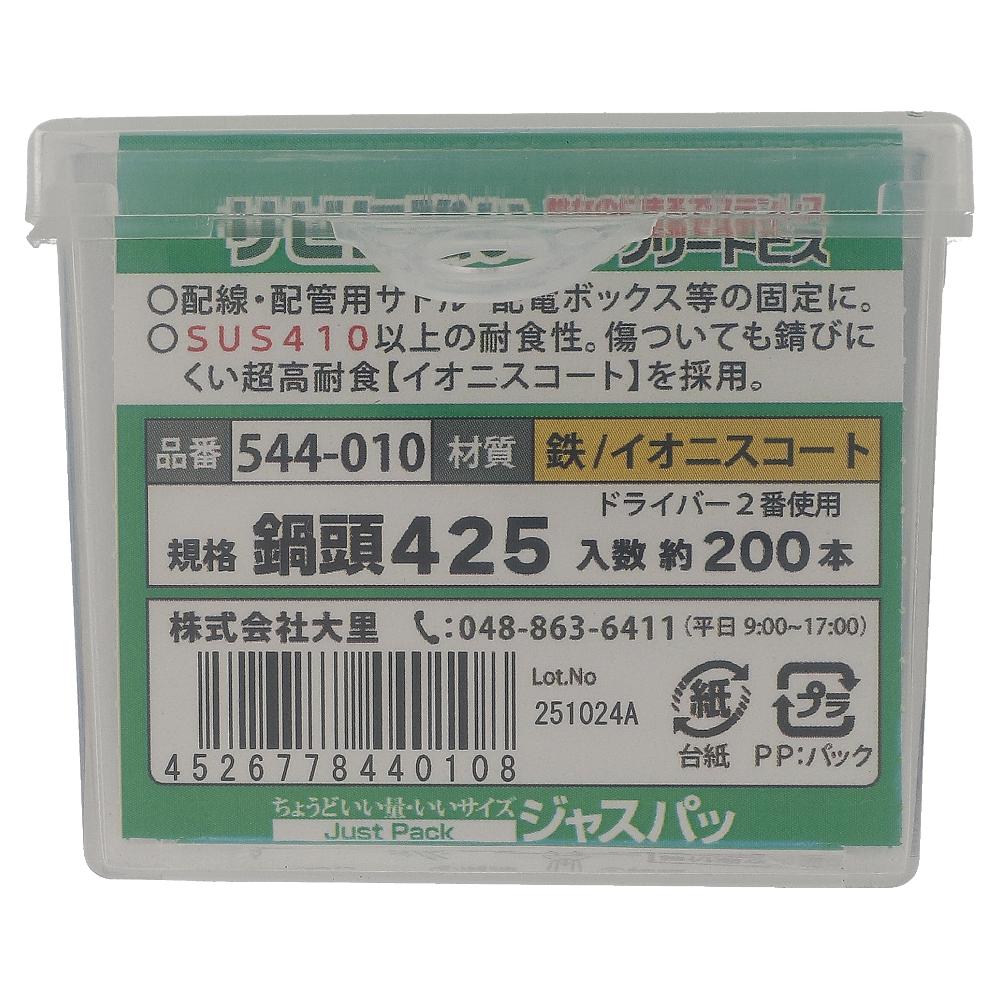 〇配線・配管用サドル・配電ボックス等の固定に。
〇SUS410以上の耐食性。傷ついても錆びに
くい超高耐食【イオニスコート】を採用。
品番 544-010 材質 鉄/イオニスコート
ドライバー2番使用
規格 鍋頭425 入数 約200本
株式会社大里 :048-863-6411(平日 9:00~17:00)
Lot.No
251024A
紙 プラ
台紙 PP:パック
4526778440108
ちょうどいい量・いいサイズ
Just Pack
ジャスパッ